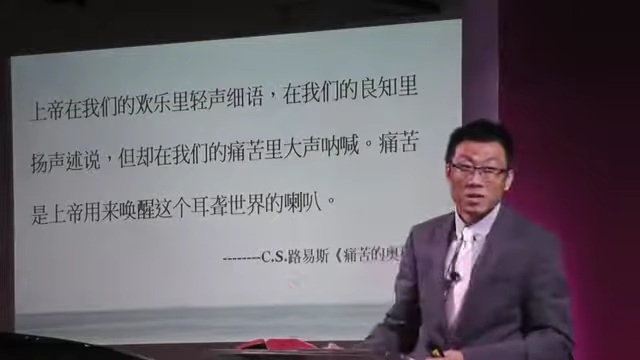 上帝在我们的欢乐里轻声细语，在我们的良知里
扬声述说，但却在我们的痛苦里大声呐喊。痛苦
是上帝用来唤醒这个耳聋世界的喇叭。
--------C.S.路易斯《痛苦的奥